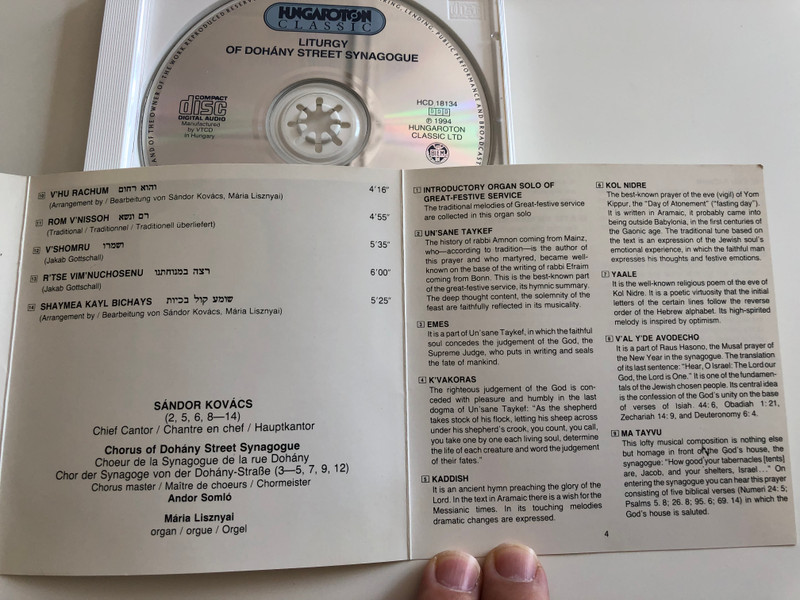 HUNGAROTON
CLASSIC
LITURGY
OF DOHÁNY STREET SYNAGOGUE
COMPACT
disc
DIGITAL AUDIO
Manufactured
by VTCD
in Hungary
HCD 18134
DDD
℗ 1994
HUNGAROTON
CLASSIC LTD
10 V'HU RACHUM והוא רחום 4'16"
(Arrangement by / Bearbeitung von Sándor Kovács, Mária Lisznyai)
11 ROM V'NISSOH רם ונשא 4'55"
(Traditional / Traditionnel / Traditionell überliefert)
12 V'SHOMRU ושמרו 5'35"
(Jakab Gottschall)
13 R'TSE VIM'NUCHOSENU רצה במנוחתנו 6'00"
(Jakab Gottschall)
14 SHAYMEA KAYL BICHAYS שומע קול בכיות 5'25"
(Arrangement by / Bearbeitung von Sándor Kovács, Mária Lisznyai)
SÁNDOR KOVÁCS
(2, 5, 6, 8—14)
Chief Cantor / Chantre en chef / Hauptkantor
Chorus of Dohány Street Synagogue
Choeur de la Synagogue de la rue Dohány
Chor der Synagoge von der Dohány-Straße (3—5, 7, 9, 12)
Chorus master / Maître de choeurs / Chormeister
Andor Somló
Mária Lisznyai
organ / orgue / Orgel
1 INTRODUCTORY ORGAN SOLO OF
GREAT-FESTIVE SERVICE
The traditional melodies of Great-festive service
are collected in this organ solo
2 UN'SANE TAYKEF
The history of rabbi Amnon coming from Mainz,
who—according to tradition—is the author of
this prayer and who martyred, became well-
known on the base of the writing of rabbi Efraim
coming from Bonn. This is the best-known part
of the great-festive service, its hymnic summary.
The deep thought content, the solemnity of the
feast are faithfully reflected in its musicality.
3 EMES
It is a part of Un'sane Taykef, in which the faithful
soul concedes the judgement of the God, the
Supreme Judge, who puts in writing and seals
the fate of mankind.
4 K'VAKORAS
The righteous judgement of God is con-
ceded with pleasure and humbly in the last
dogma of Un'sane Taykef: "As the shepherd
takes stock of his flock, letting his sheep across
under his shepherd's crook, you count, you call,
you take one by one each living soul, determine
the life of each creature and word the judgement
of their fates."
5 KADDISH
It is an ancient hymn preaching the glory of the
Lord. In the text in Aramaic there is a wish for the
Messianic times. In its touching melodies
dramatic changes are expressed.
6 KOL NIDRE
The best-known prayer of the eve (vigil) of Yom
Kippur, the "Day of Atonement" ("fasting day").
It is written in Aramaic, it probably came into
being outside Babylonia, in the first centuries of
the Gaonic age. The traditional tune based on
the text is an expression of the Jewish soul's
emotional experience, in which the faithful man
expresses his thoughts and festive emotions.
7 YAALE
It is the well-known religious poem of the eve of
Kol Nidre. It is a poetic virtuosity that the initial
letters of the certain lines follow the reverse
order of the Hebrew alphabet. Its high-spirited
melody is inspired by optimism.
8 V'AL Y'DE AVODECHO
It is a part of Raus Hasono, the Musaf prayer of
the New Year in the synagogue. The translation
of its last sentence: "Hear, O Israel: The Lord our
God, the Lord is One." It is one of the fundamen-
tals of the Jewish chosen people. Its central idea
is the confession of the God's unity on the base
of verses of Isiah 44: 6, Obadiah 1: 21,
Zechariah 14: 9, and Deuteronomy 6: 4.
9 MA TAYVU
This lofty musical composition is nothing else
but homage in front of the God's house, the
synagogue: "How good your tabernacles [tents]
are, Jacob, and your shelters, Israel..." On
entering the synagogue you can hear this prayer
consisting of five biblical verses (Numeri 24: 5;
Psalms 5. 8; 26. 8; 95. 6; 69. 14) in which the
God's house is saluted.
4